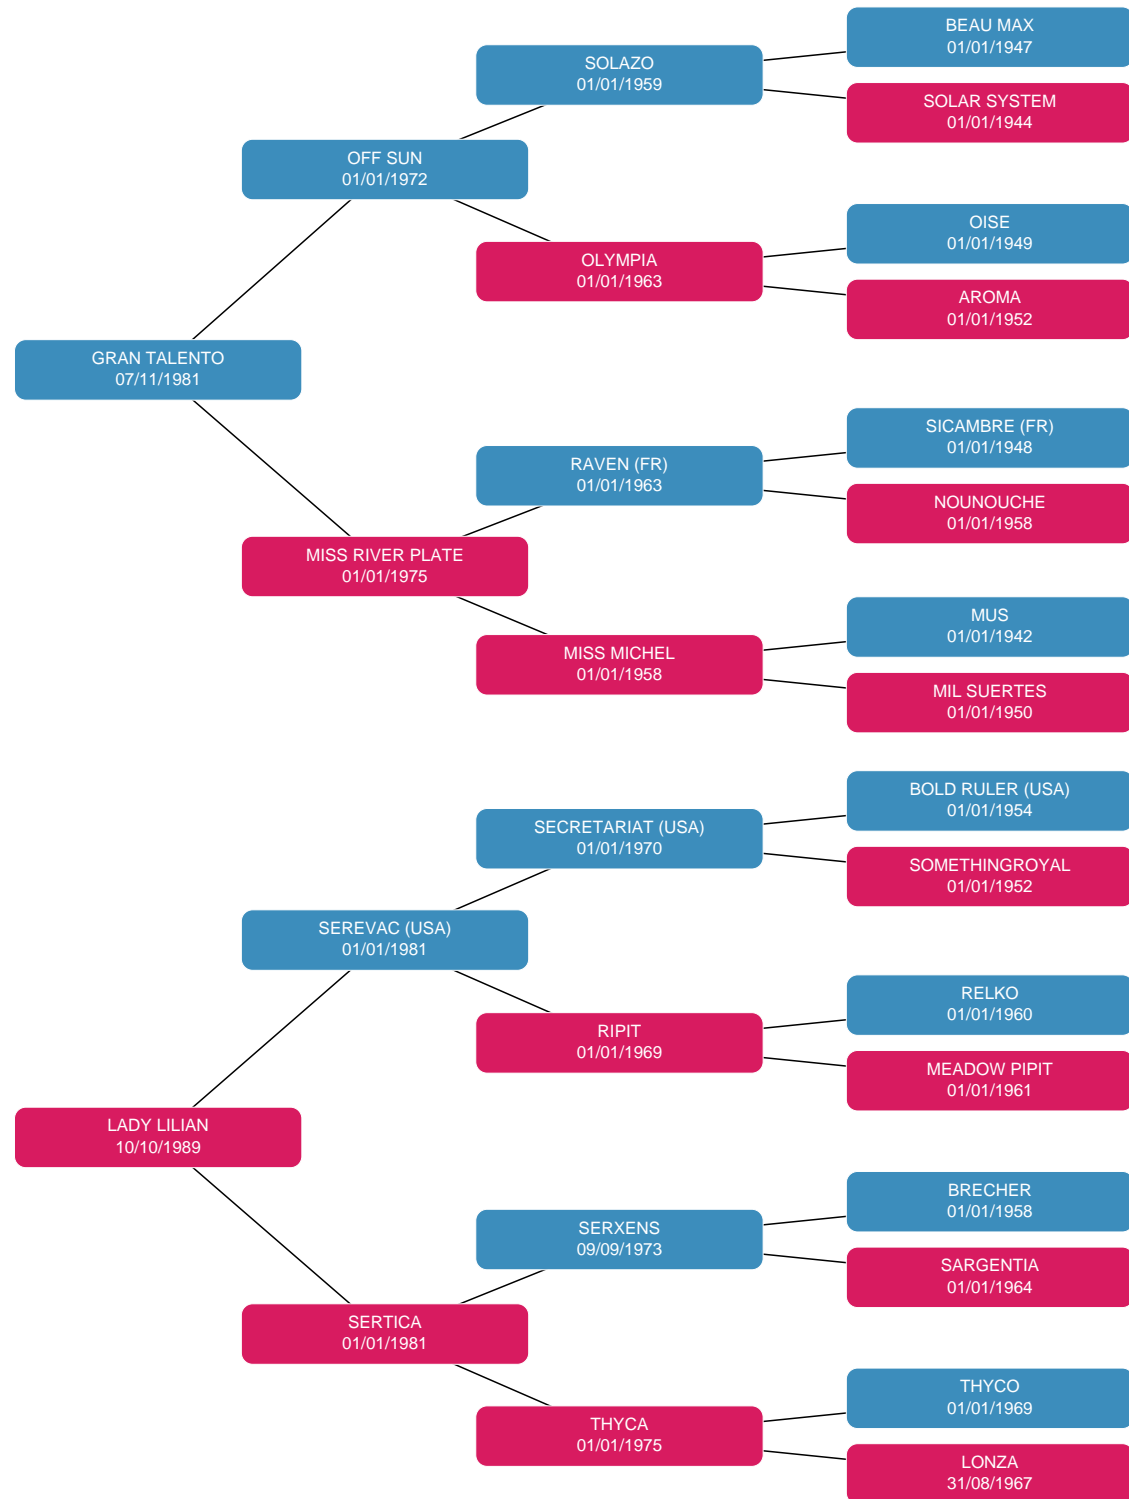 BEAU MAX
01/01/1947
SOLAZO
01/01/1959
SOLAR SYSTEM
01/01/1944
OFF SUN
01/01/1972
OISE
01/01/1949
OLYMPIA
01/01/1963
AROMA
01/01/1952
GRAN TALENTO
07/11/1981
SICAMBRE (FR)
01/01/1948
RAVEN (FR)
01/01/1963
NOUNOUCHE
01/01/1958
MISS RIVER PLATE
01/01/1975
MUS
01/01/1942
MISS MICHEL
01/01/1958
MIL SUERTES
01/01/1950
BOLD RULER (USA)
01/01/1954
SECRETARIAT (USA)
01/01/1970
SOMETHINGROYAL
01/01/1952
SEREVAC (USA)
01/01/1981
RELKO
01/01/1960
RIPIT
01/01/1969
MEADOW PIPIT
01/01/1961
LADY LILIAN
10/10/1989
BRECHER
01/01/1958
SERXENS
09/09/1973
SARGENTIA
01/01/1964
SERTICA
01/01/1981
THYCO
01/01/1969
THYCA
01/01/1975
LONZA
31/08/1967